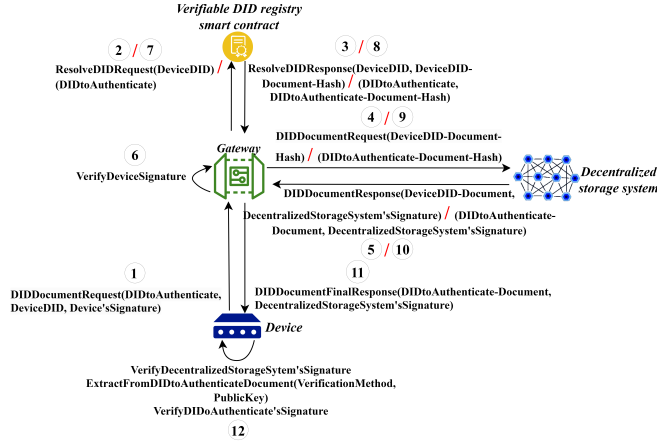 Verifiable DID registry
smart contract
2 / 7
ResolveDIDRequest(DeviceDID) /
(DIDtoAuthenticate)
3 / 8
ResolveDIDResponse(DeviceDID, DeviceDID-
Document-Hash) / (DIDtoAuthenticate,
DIDtoAuthenticate-Document-Hash)
4 / 9
DIDDocumentRequest(DeviceDID-Document-
Hash) / (DIDtoAuthenticate-Document-Hash)
Gateway
6
VerifyDeviceSignature
Decentralized
storage system
DIDDocumentResponse(DeviceDID-Document,
DecentralizedStorageSystem'sSignature) / (DIDtoAuthenticate-
Document, DecentralizedStorageSystem'sSignature)
5 / 10
1
DIDDocumentRequest(DIDtoAuthenticate,
DeviceDID, Device'sSignature)
11
DIDDocumentFinalResponse(DIDtoAuthenticate-Document,
DecentralizedStorageSystem'sSignature)
Device
VerifyDecentralizedStorageSytem'sSignature
ExtractFromDIDtoAuthenticateDocument(VerificationMethod,
PublicKey)
VerifyDIDoAuthenticate'sSignature
12